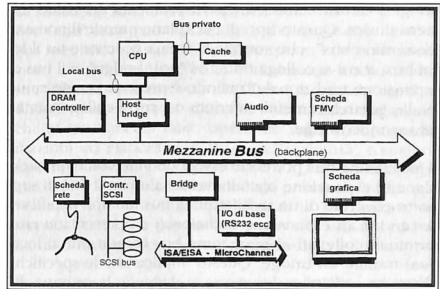 Bus privato
Cache
CPU
Local bus
DRAM
controller
Host
bridge
Audio
Scheda
FMV
Mezzanine Bus (backplane)
Scheda
rete
Contr.
SCSI
Bridge
Scheda
grafica
I/O di base
(RS232 ecc)
SCSI bus
ISA/EISA - MicroChannel